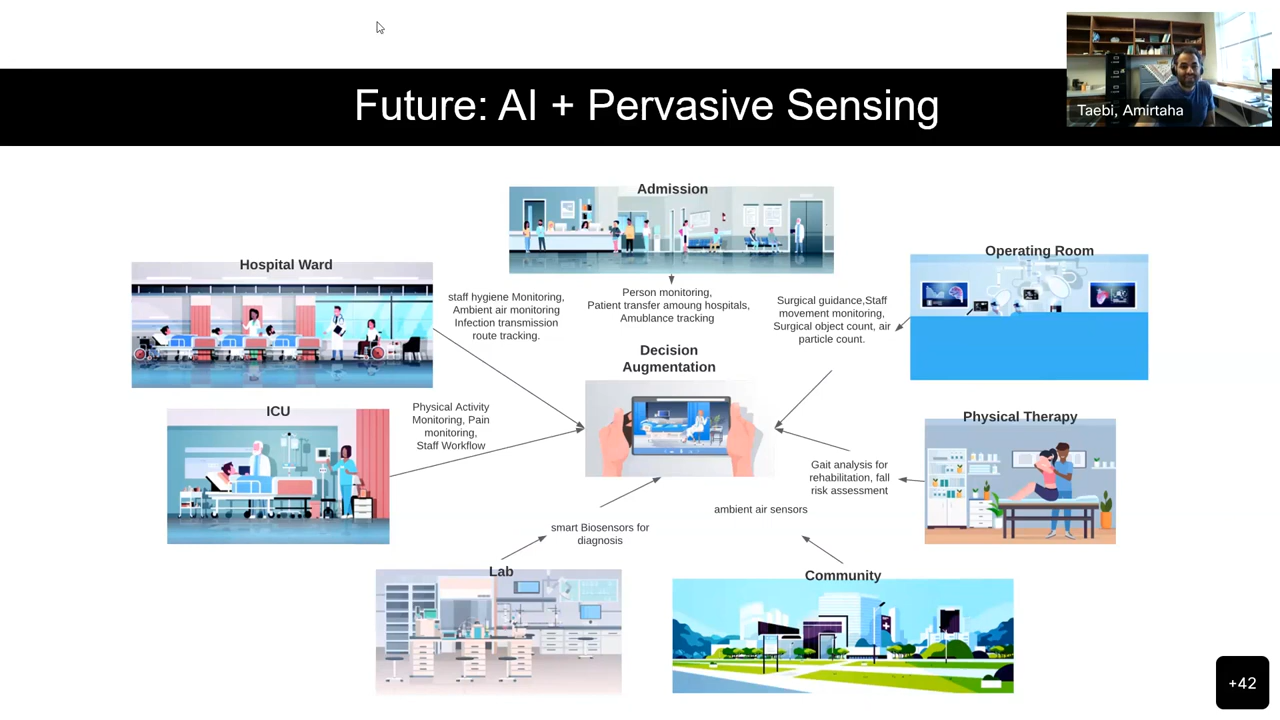 Future: AI + Pervasive Sensing
Taebi, Amirtaha
Admission
Person monitoring,
Patient transfer amoung hospitals,
Amublance tracking
Hospital Ward
staff hygiene Monitoring,
Ambient air monitoring
Infection transmission
route tracking.
Operating Room
Surgical guidance,Staff
movement monitoring,
Surgical object count, air
particle count.
Decision
Augmentation
ICU
Physical Activity
Monitoring, Pain
monitoring,
Staff Workflow
Physical Therapy
Gait analysis for
rehabilitation, fall
risk assessment
ambient air sensors
smart Biosensors for
diagnosis
Lab
Community
+42